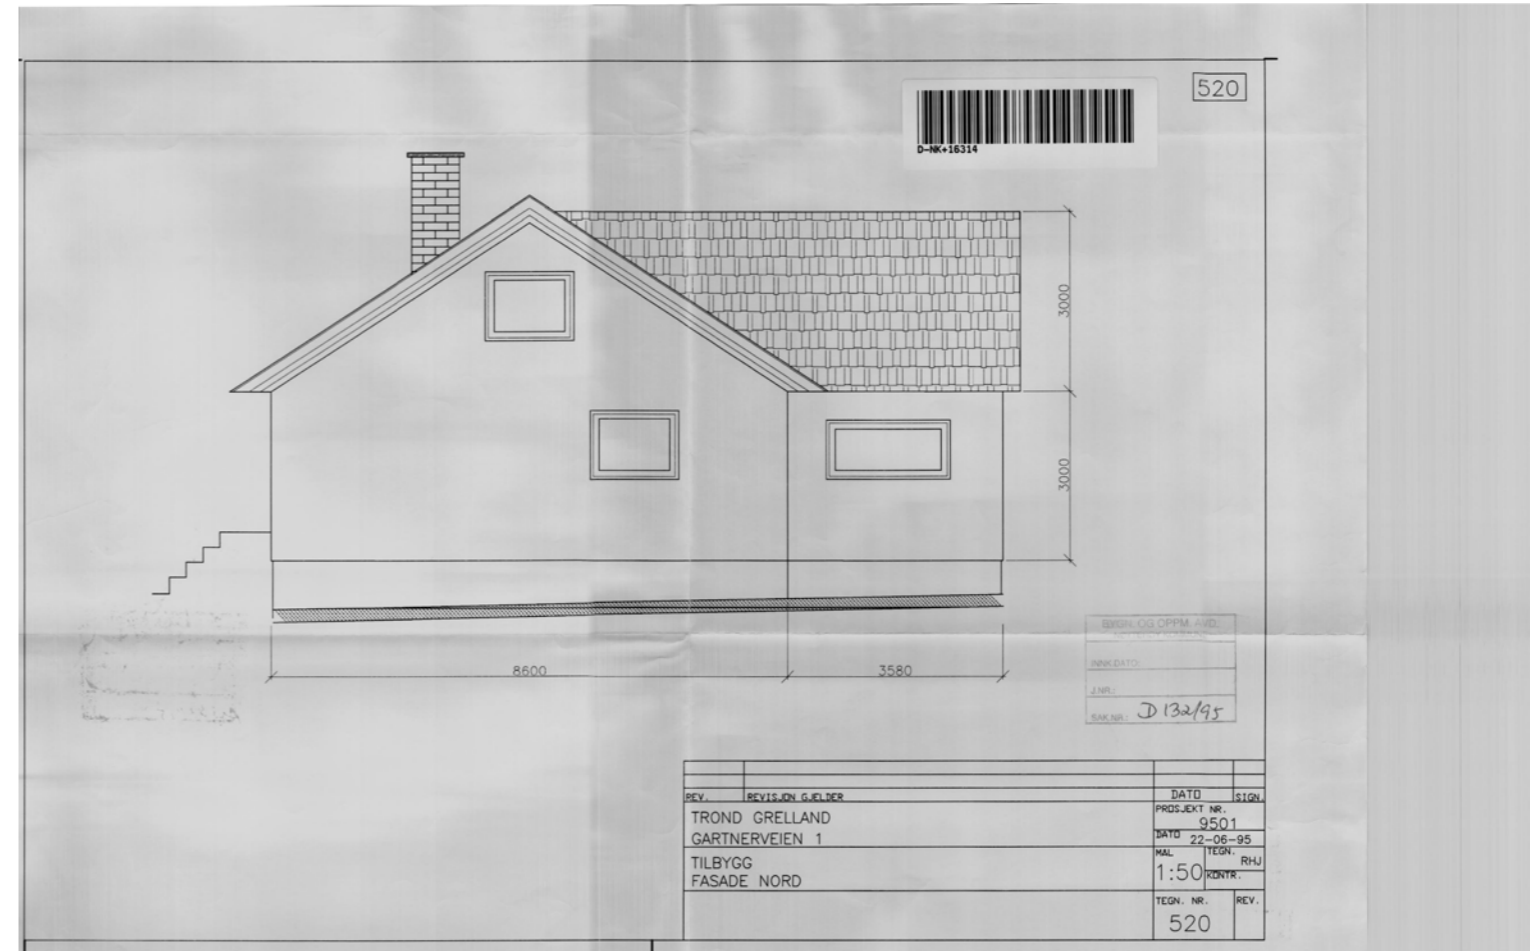 520
D-NK+16314
3000
3000
8600
3580
BYGN. OG OPPM. AVD.
INNK.DATO:
J.NR.:
SAK.NR.: D 132/95
REV. REVISJON GJELDER DATO SIGN.
TROND GRELLAND
GARTNERVEIEN 1
PROSJEKT NR.
9501
DATO 22-06-95
TILBYGG
FASADE NORD
MAL
1:50
TEGN. RHJ
KONTR.
TEGN. NR.
520
REV.